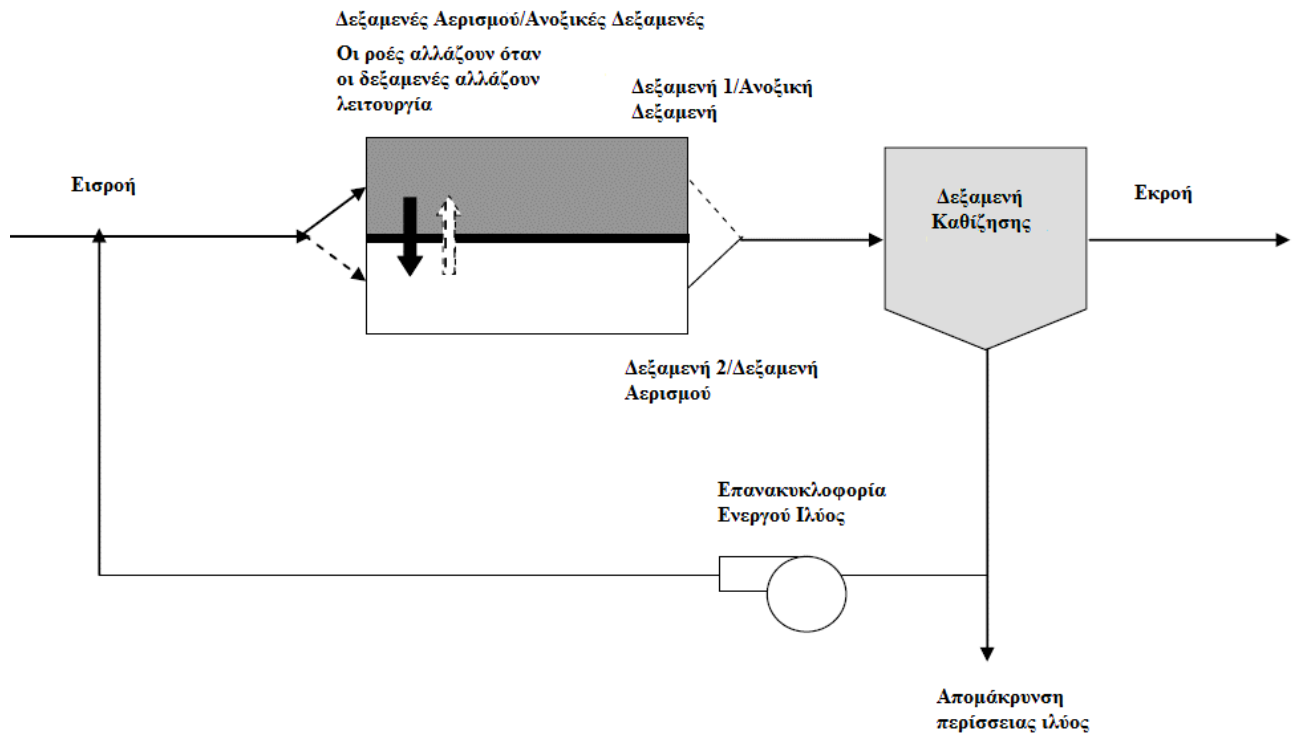 Δεξαμενές Αερισμού/Ανοξικές Δεξαμενές
Οι ροές αλλάζουν όταν
οι δεξαμενές αλλάζουν
λειτουργία
Δεξαμενή 1/Ανοξική
Δεξαμενή
Εισροή
Δεξαμενή
Καθίζησης
Εκροή
Δεξαμενή 2/Δεξαμενή
Αερισμού
Επανακυκλοφορία
Ενεργού Ιλύος
Απομάκρυνση
περίσσειας ιλύος